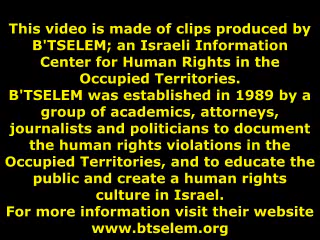 This video is made of clips produced by
B'TSELEM; an Israeli Information
Center for Human Rights in the
Occupied Territories.
B'TSELEM was established in 1989 by a
group of academics, attorneys,
journalists and politicians to document
the human rights violations in the
Occupied Territories, and to educate the
public and create a human rights
culture in Israel.
For more information visit their website
www.btselem.org